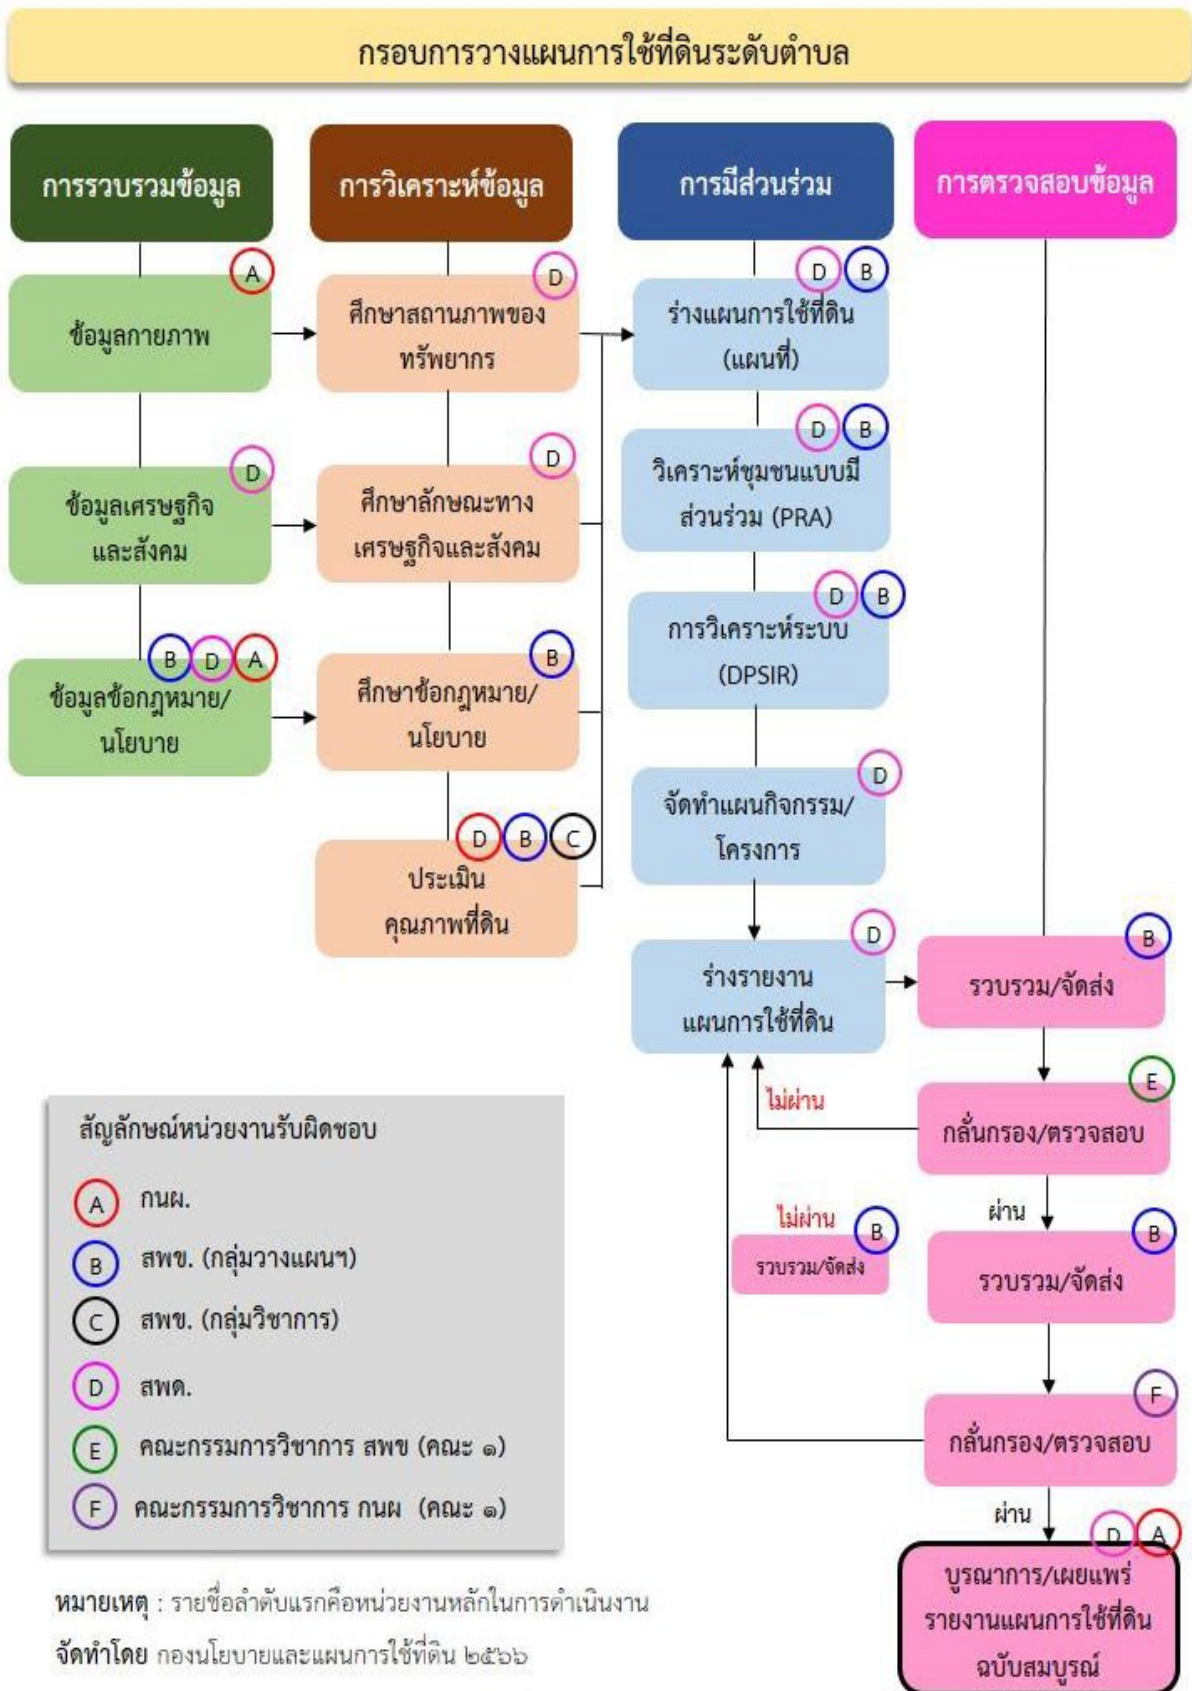 กรอบการวางแผนการใช้ที่ดินระดับตำบล
การรวบรวมข้อมูล
การวิเคราะห์ข้อมูล
การมีส่วนร่วม
การตรวจสอบข้อมูล
A
ข้อมูลกายภาพ
D
ข้อมูลเศรษฐกิจ
และสังคม
B D A
ข้อมูลข้อกฎหมาย/
นโยบาย
D
ศึกษาสถานภาพของ
ทรัพยากร
D
ศึกษาลักษณะทาง
เศรษฐกิจและสังคม
B
ศึกษาข้อกฎหมาย/
นโยบาย
D B C
ประเมิน
คุณภาพที่ดิน
D B
ร่างแผนการใช้ที่ดิน
(แผนที่)
D B
วิเคราะห์ชุมชนแบบมี
ส่วนร่วม (PRA)
D B
การวิเคราะห์ระบบ
(DPSIR)
D
จัดทำแผนกิจกรรม/
โครงการ
D
ร่างรายงาน
แผนการใช้ที่ดิน
B
รวบรวม/จัดส่ง
E
กลั่นกรอง/ตรวจสอบ
ไม่ผ่าน
ผ่าน
B
รวบรวม/จัดส่ง
ไม่ผ่าน
B
รวบรวม/จัดส่ง
F
กลั่นกรอง/ตรวจสอบ
ผ่าน
D A
บูรณาการ/เผยแพร่
รายงานแผนการใช้ที่ดิน
ฉบับสมบูรณ์
สัญลักษณ์หน่วยงานรับผิดชอบ
A กนผ.
B สพข. (กลุ่มวางแผนฯ)
C สพข. (กลุ่มวิชาการ)
D สพด.
E คณะกรรมการวิชาการ สพข (คณะ ๑)
F คณะกรรมการวิชาการ กนผ (คณะ ๑)
หมายเหตุ : รายชื่อลำดับแรกคือหน่วยงานหลักในการดำเนินงาน
จัดทำโดย กองนโยบายและแผนการใช้ที่ดิน ๒๕๖๖